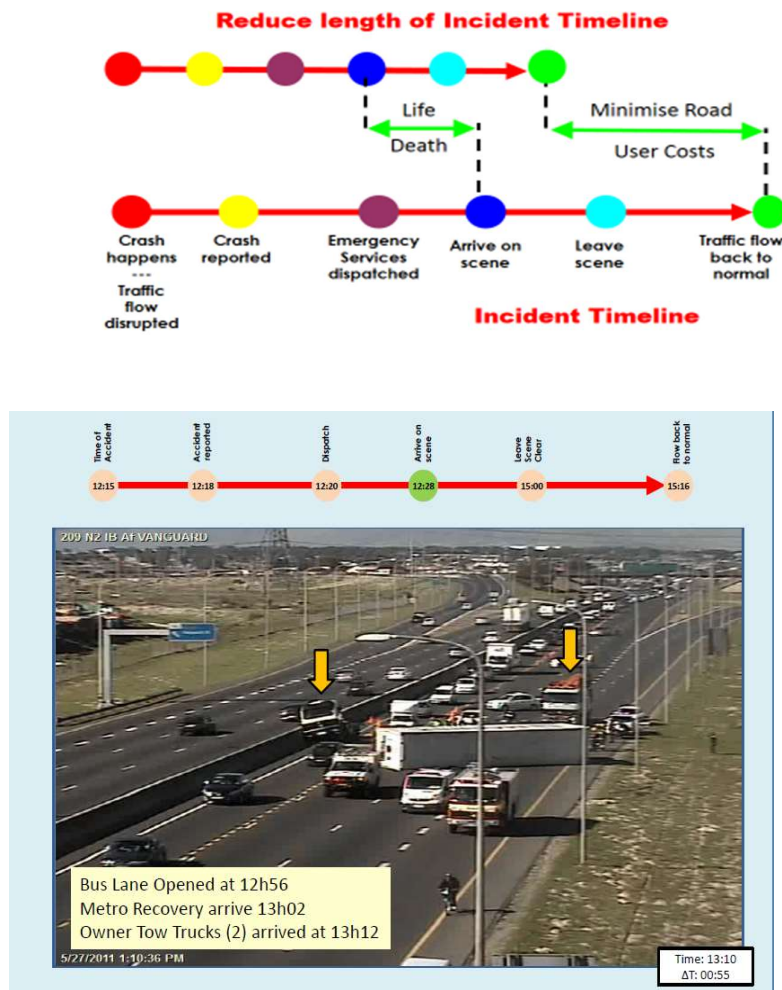 Reduce length of Incident Timeline
Life
Death
Minimise Road
User Costs
Crash
happens
---
Traffic
flow
disrupted
Crash
reported
Emergency
Services
dispatched
Arrive on
scene
Leave
scene
Traffic flow
back to
normal
Incident Timeline
Time of
Accident
Accident
reported
Dispatch
Arrive on
scene
Leave
Scene
Clear
Flow back
to normal
12:15
12:18
12:20
12:28
15:00
15:16
209 N2 IB Af VANGUARD
Bus Lane Opened at 12h56
Metro Recovery arrive 13h02
Owner Tow Trucks (2) arrived at 13h12
5/27/2011 1:10:36 PM
Time: 13:10
ΔT: 00:55